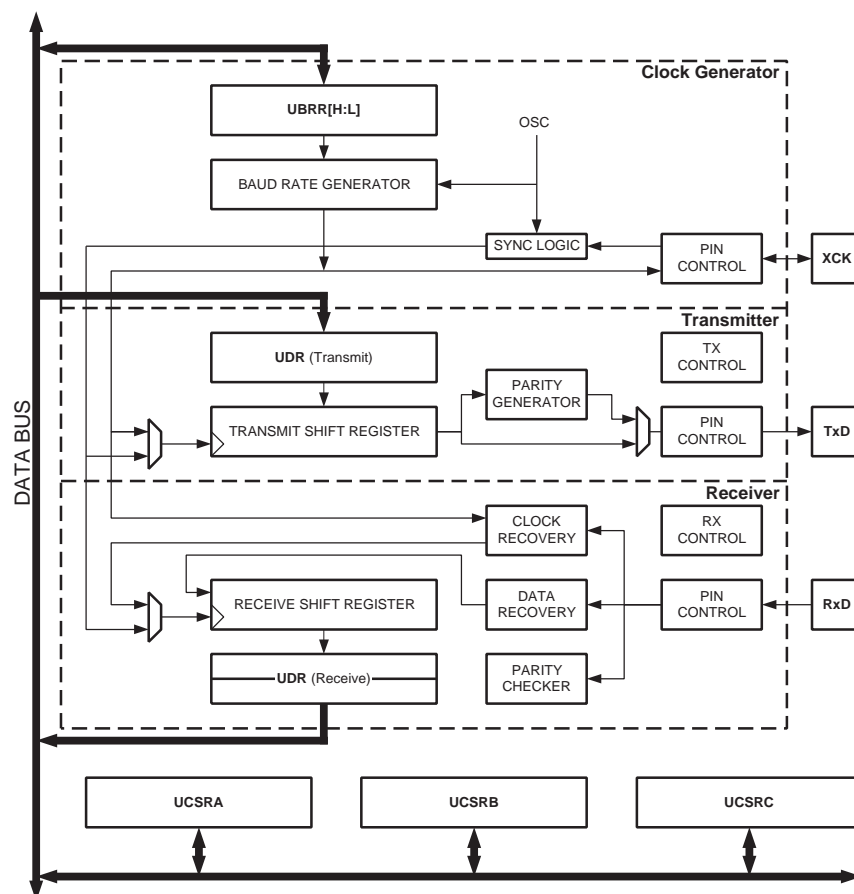 Clock Generator
UBRR[H:L]
OSC
BAUD RATE GENERATOR
SYNC LOGIC
PIN
CONTROL
XCK
Transmitter
UDR (Transmit)
TX
CONTROL
PARITY
GENERATOR
TRANSMIT SHIFT REGISTER
PIN
CONTROL
TxD
DATA BUS
Receiver
CLOCK
RECOVERY
RX
CONTROL
RECEIVE SHIFT REGISTER
DATA
RECOVERY
PIN
CONTROL
RxD
UDR (Receive)
PARITY
CHECKER
UCSRA
UCSRB
UCSRC